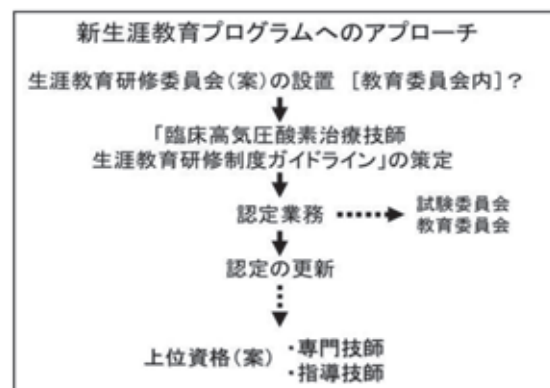 新生涯教育プログラムへのアプローチ
生涯教育研修委員会(案)の設置 [教育委員会内]?
「臨床高気圧酸素治療技師
生涯教育研修制度ガイドライン」の策定
認定業務
試験委員会
教育委員会
認定の更新
上位資格(案)
・専門技師
・指導技師